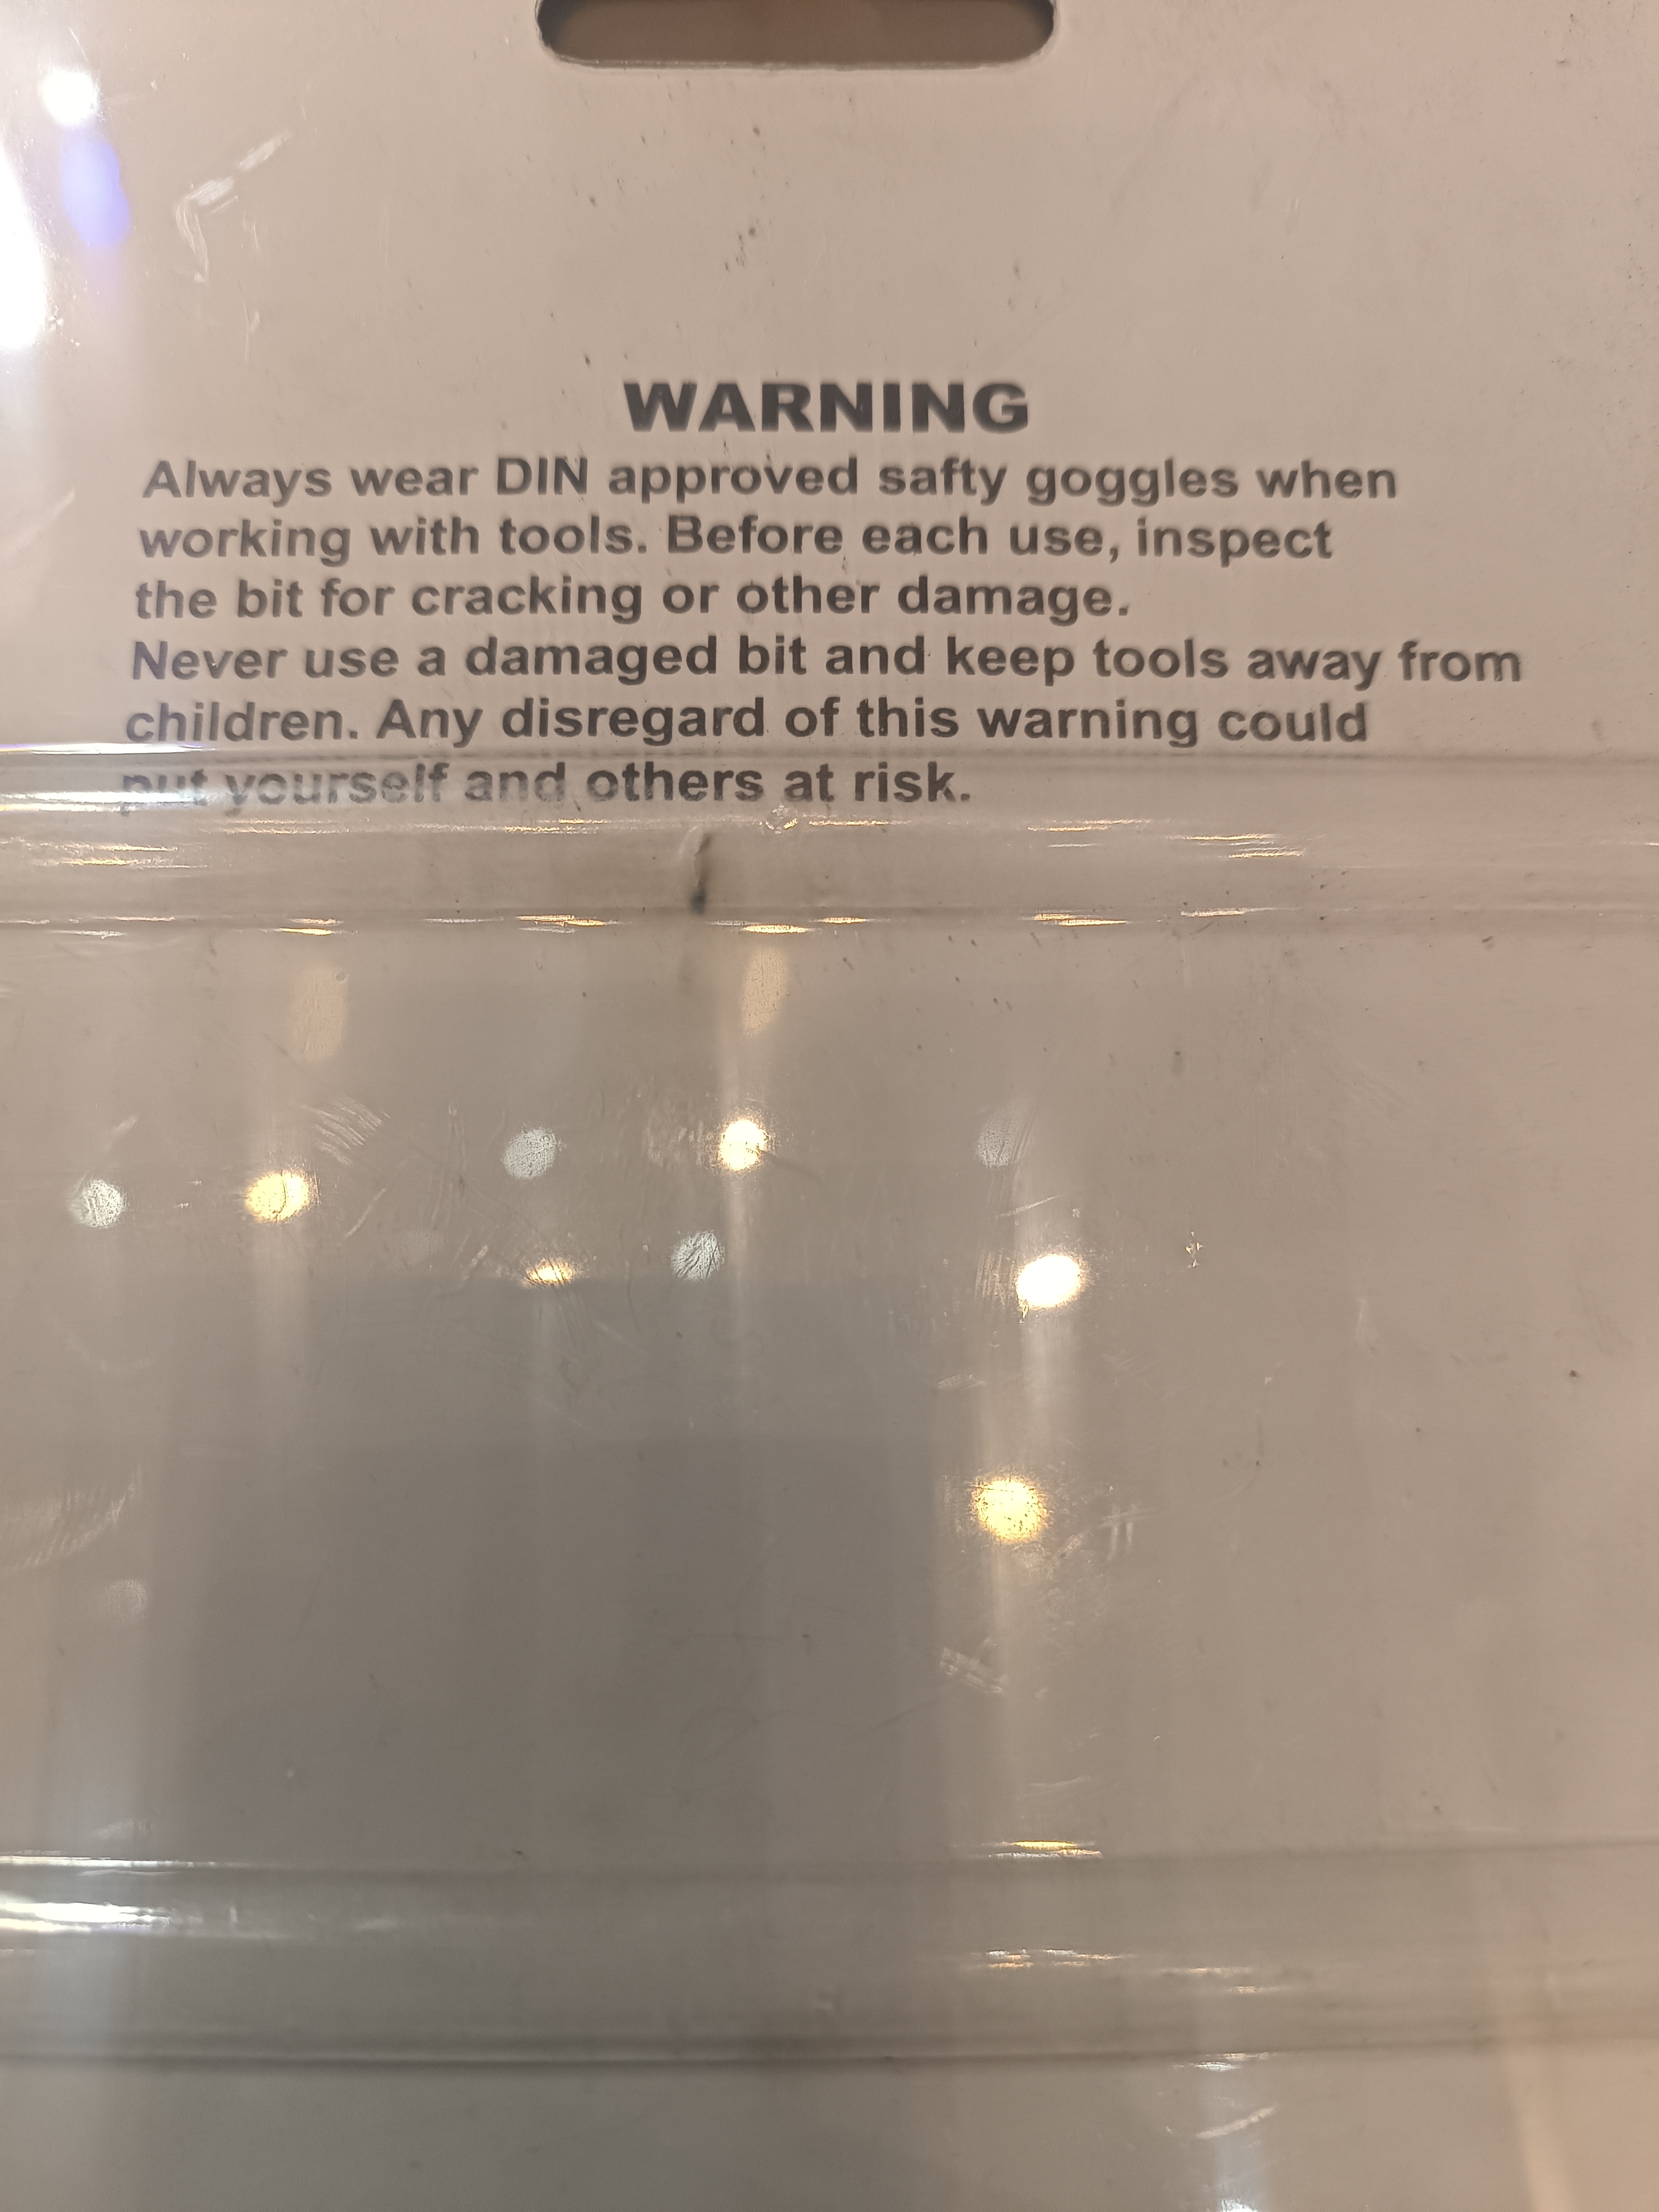 WARNING
Always wear DIN approved safty goggles when
working with tools. Before each use, inspect
the bit for cracking or other damage.
Never use a damaged bit and keep tools away from
children. Any disregard of this warning could
put yourself and others at risk.